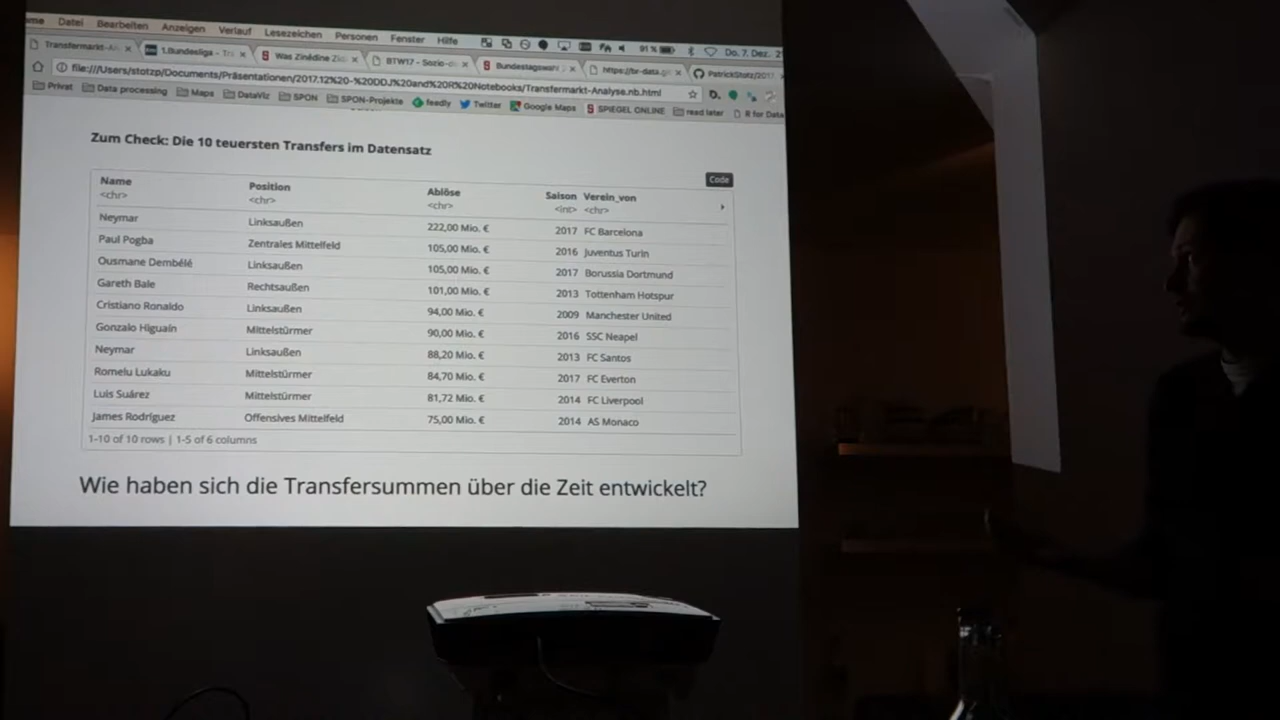 Datei Bearbeiten Anzeigen Verlauf Lesezeichen Personen Fenster Hilfe 91 % Do. 7. Dez.
Transfermarkt-An 1.Bundesliga - Tra Was Zinédine Zid BTW17 - Sozio-d Bundestagswahl https://br-data.gi PatrickStotz/2017
file:///Users/stotzp/Documents/Präsentationen/2017.12%20-%20DDJ%20and%20R%20Notebooks/Transfermarkt-Analyse.nb.html
Privat Data processing Maps DataViz SPON SPON-Projekte feedly Twitter Google Maps SPIEGEL ONLINE read later R for Data
Zum Check: Die 10 teuersten Transfers im Datensatz
Code
Name Position Ablöse Saison Verein_von
<chr> <chr> <chr> <int> <chr>
Neymar Linksaußen 222,00 Mio. € 2017 FC Barcelona
Paul Pogba Zentrales Mittelfeld 105,00 Mio. € 2016 Juventus Turin
Ousmane Dembélé Linksaußen 105,00 Mio. € 2017 Borussia Dortmund
Gareth Bale Rechtsaußen 101,00 Mio. € 2013 Tottenham Hotspur
Cristiano Ronaldo Linksaußen 94,00 Mio. € 2009 Manchester United
Gonzalo Higuaín Mittelstürmer 90,00 Mio. € 2016 SSC Neapel
Neymar Linksaußen 88,20 Mio. € 2013 FC Santos
Romelu Lukaku Mittelstürmer 84,70 Mio. € 2017 FC Everton
Luis Suárez Mittelstürmer 81,72 Mio. € 2014 FC Liverpool
James Rodríguez Offensives Mittelfeld 75,00 Mio. € 2014 AS Monaco
1-10 of 10 rows | 1-5 of 6 columns
Wie haben sich die Transfersummen über die Zeit entwickelt?